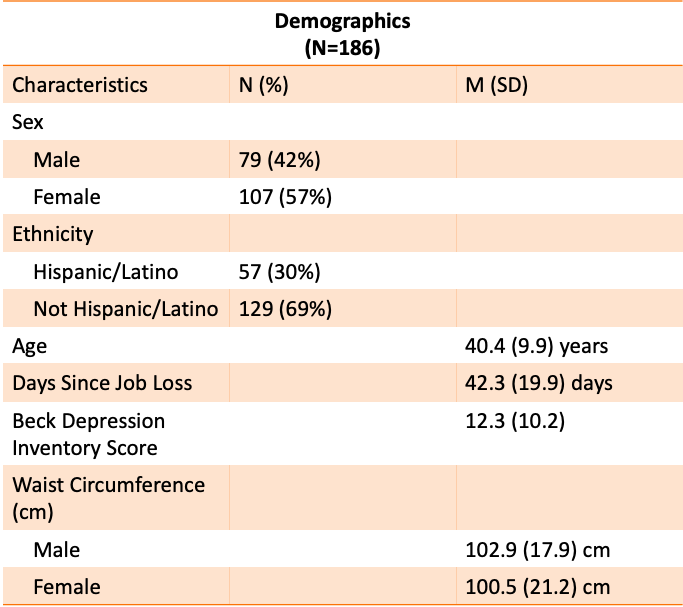 Demographics
(N=186)
Characteristics N (%) M (SD)
Sex
Male 79 (42%)
Female 107 (57%)
Ethnicity
Hispanic/Latino 57 (30%)
Not Hispanic/Latino 129 (69%)
Age 40.4 (9.9) years
Days Since Job Loss 42.3 (19.9) days
Beck Depression 12.3 (10.2)
Inventory Score
Waist Circumference
(cm)
Male 102.9 (17.9) cm
Female 100.5 (21.2) cm